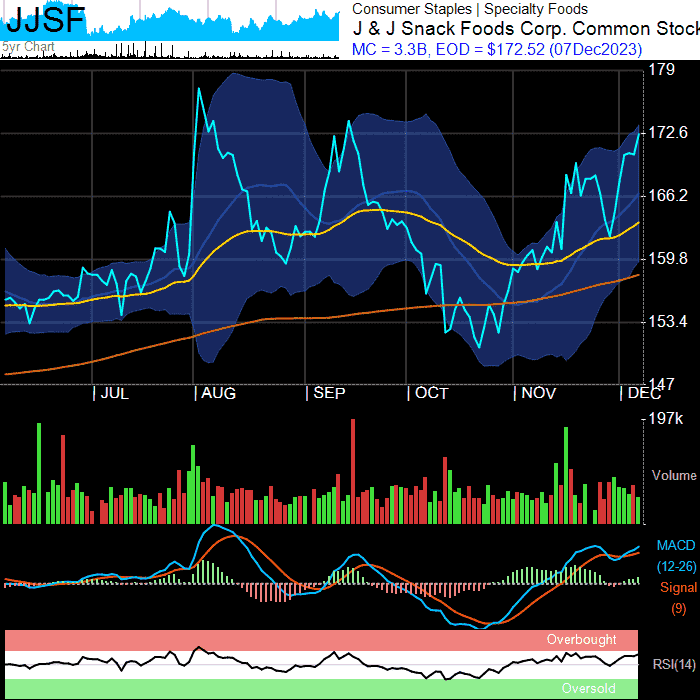 JJSF
5yr Chart
Consumer Staples | Specialty Foods
J & J Snack Foods Corp. Common Stock
MC = 3.3B, EOD = $172.52 (07Dec2023)
179
172.6
166.2
159.8
153.4
147
| JUL | AUG | SEP | OCT | NOV | DEC
197k
Volume
MACD
(12-26)
Signal
(9)
Overbought
RSI(14)
Oversold